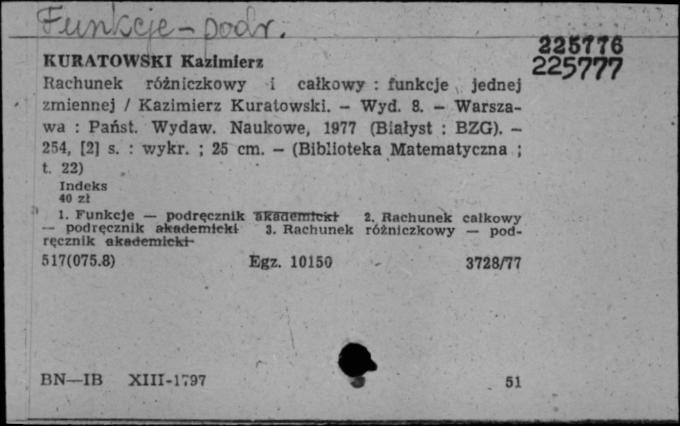 Funkcje - podr.
225776
KURATOWSKI Kazimierz
225777
Rachunek różniczkowy i całkowy : funkcje jednej
zmiennej / Kazimierz Kuratowski. – Wyd. 8. – Warsza-
wa : Państ. Wydaw. Naukowe, 1977 (Białyst : BZG). –
254, [2] s. : wykr. ; 25 cm. – (Biblioteka Matematyczna ;
t. 22)
Indeks
40 zł
1. Funkcje — podręcznik akademicki 2. Rachunek całkowy
— podręcznik akademicki 3. Rachunek różniczkowy — pod-
ręcznik akademicki
517(075.8) Egz. 10150 3728/77
BN—IB XIII-1797 51